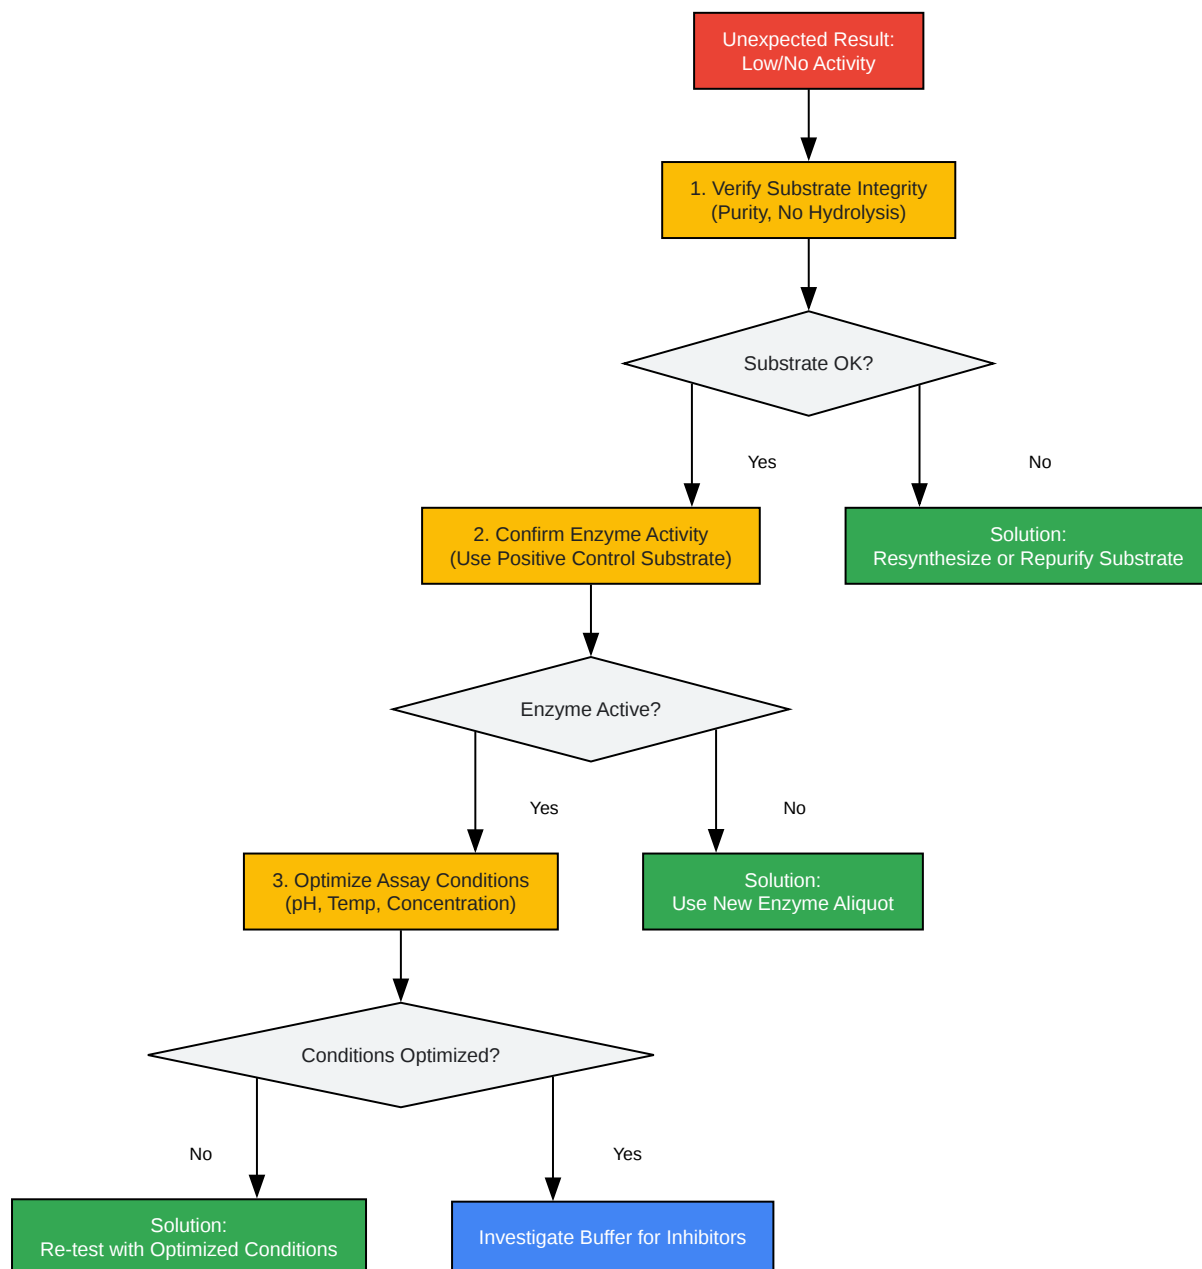 Unexpected Result:
Low/No Activity
1. Verify Substrate Integrity
(Purity, No Hydrolysis)
Substrate OK?
Yes
No
2. Confirm Enzyme Activity
(Use Positive Control Substrate)
Solution:
Resynthesize or Repurify Substrate
Enzyme Active?
Yes
No
3. Optimize Assay Conditions
(pH, Temp, Concentration)
Solution:
Use New Enzyme Aliquot
Conditions Optimized?
No
Yes
Solution:
Re-test with Optimized Conditions
Investigate Buffer for Inhibitors